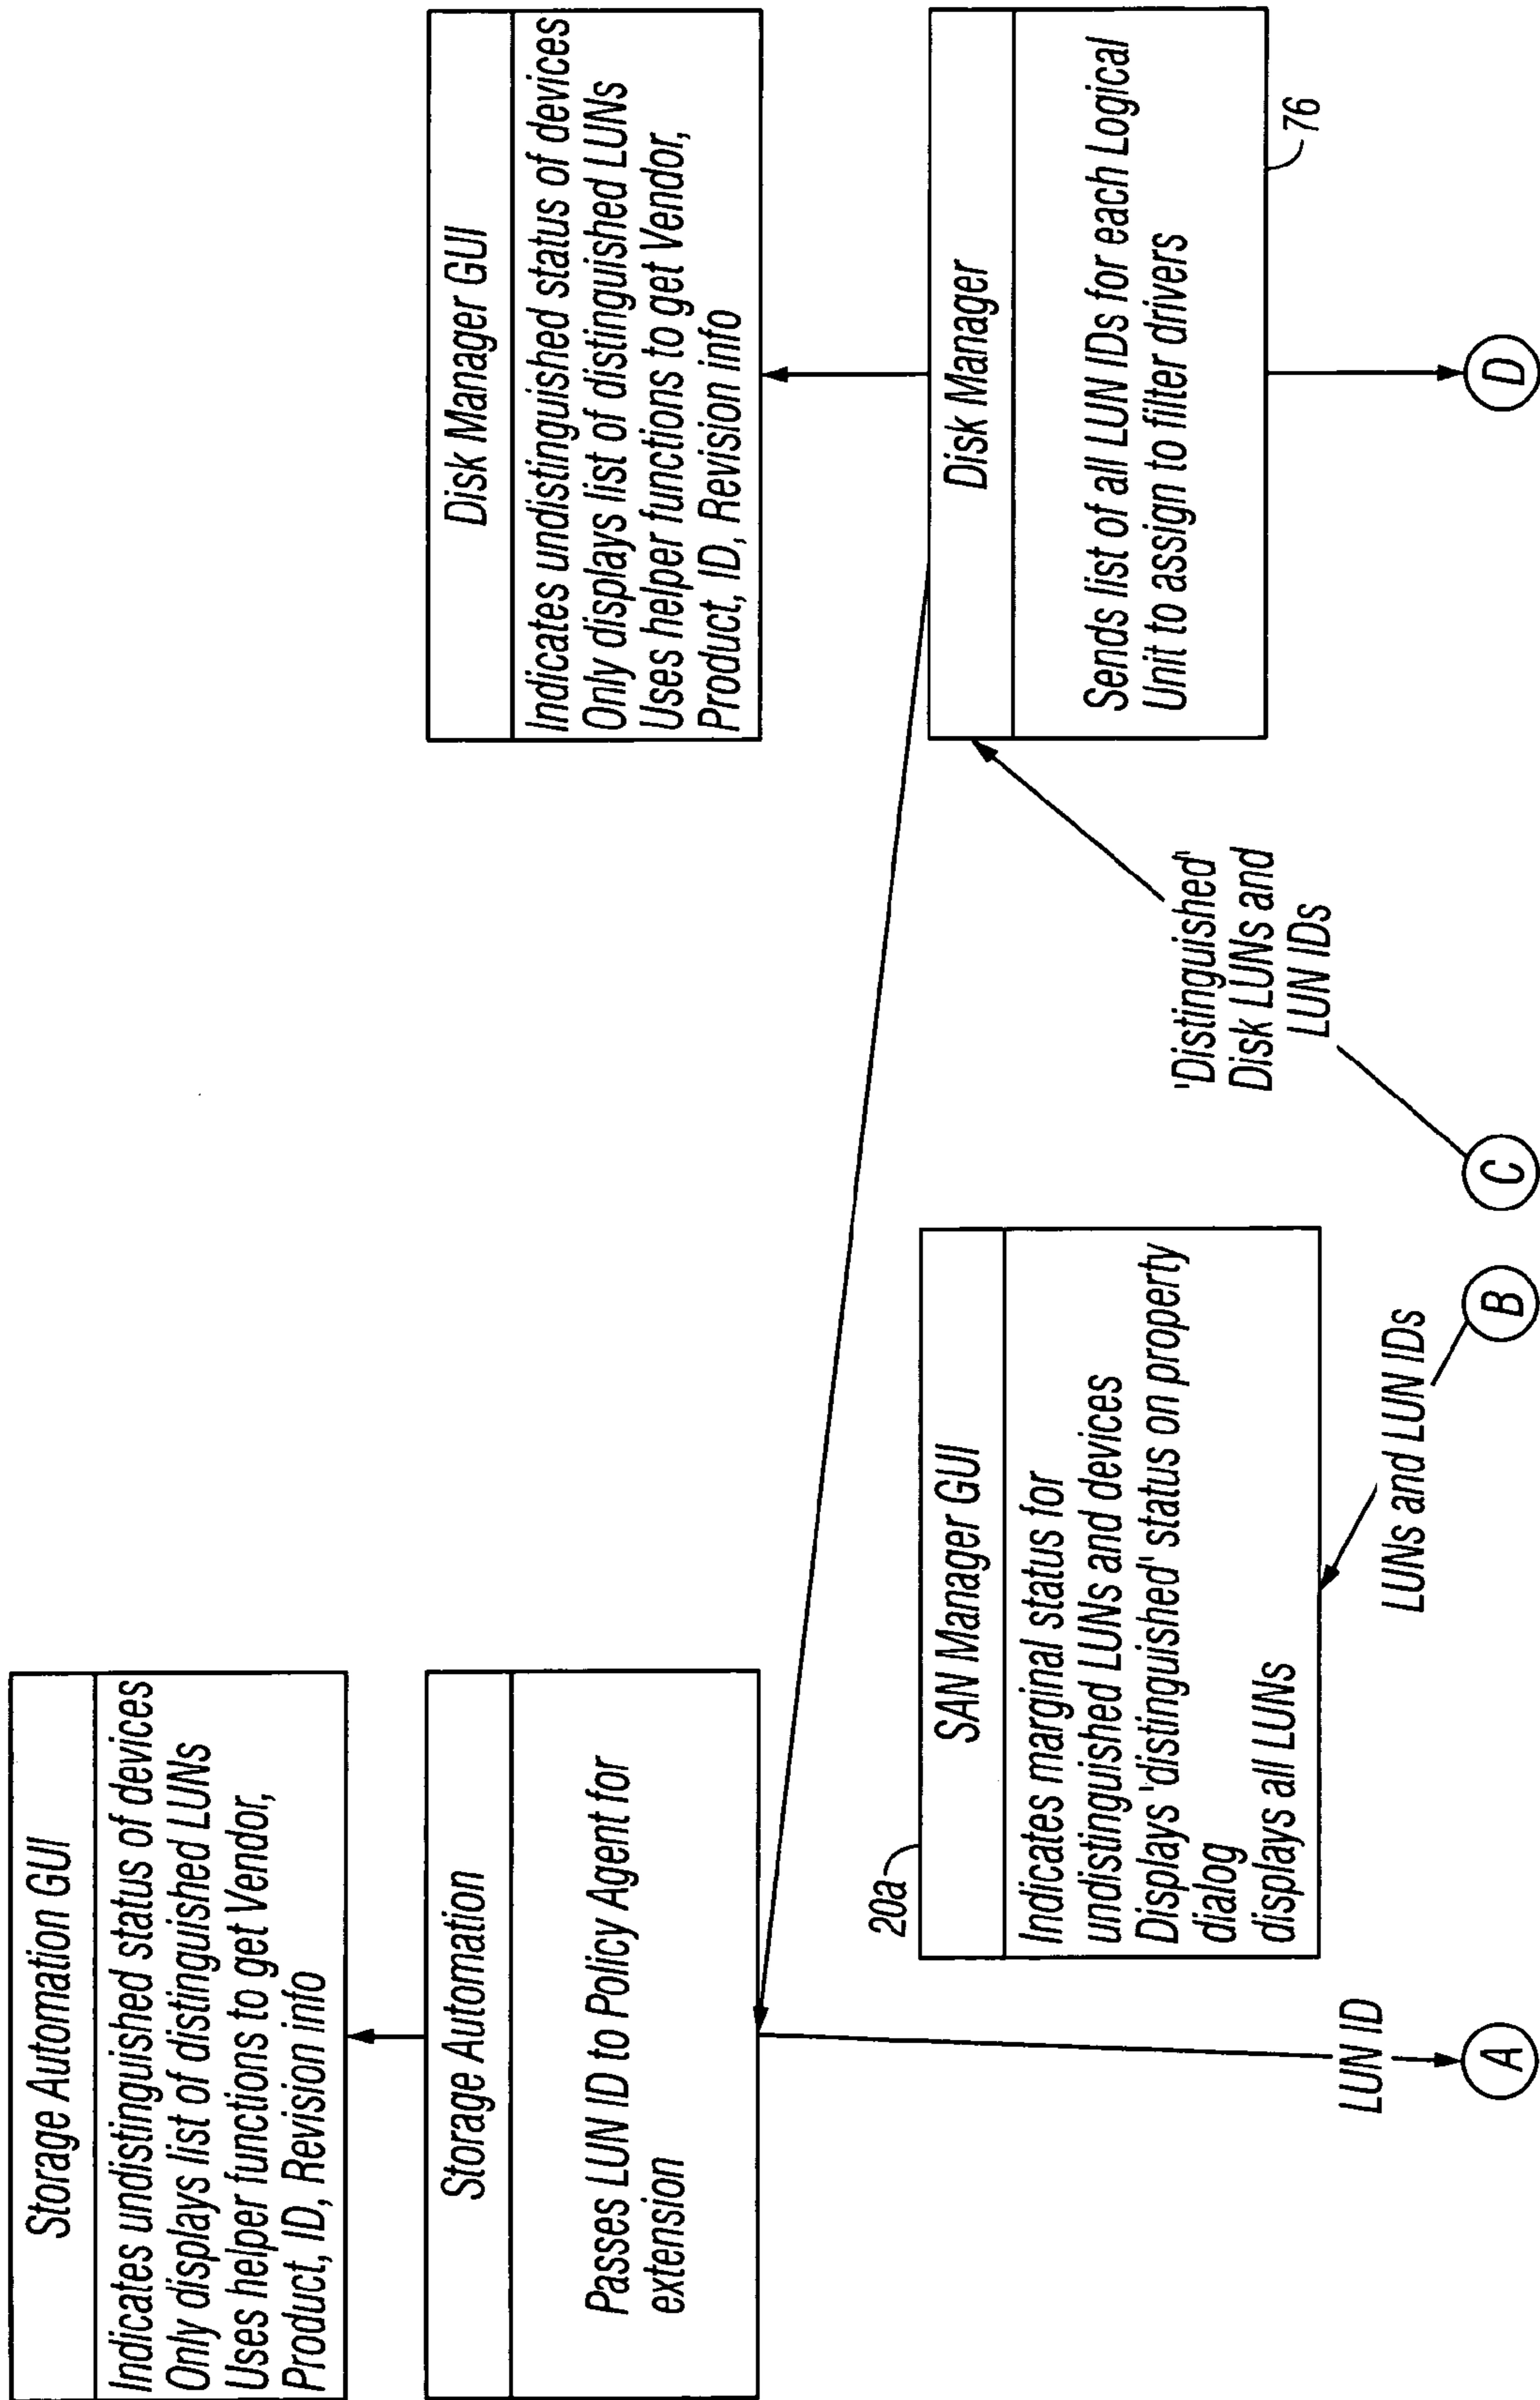 Storage Automation GUI
Indicates undistinguished status of devices
Only displays list of distinguished LUNs
Uses helper functions to get Vendor,
Product, ID, Revision info
Storage Automation
Passes LUN ID to Policy Agent for
extension
Disk Manager GUI
Indicates undistinguished status of devices
Only displays list of distinguished LUNs
Uses helper functions to get Vendor,
Product, ID, Revision info
20a
SAN Manager GUI
Indicates marginal status for
undistinguished LUNs and devices
Displays 'distinguished' status on property
dialog
displays all LUNs
Disk Manager
Sends list of all LUN IDs for each Logical
Unit to assign to filter drivers
76
'Distinguished'
Disk LUNs and
LUN IDs
LUN ID
LUNs and LUN IDs
A
B
C
D